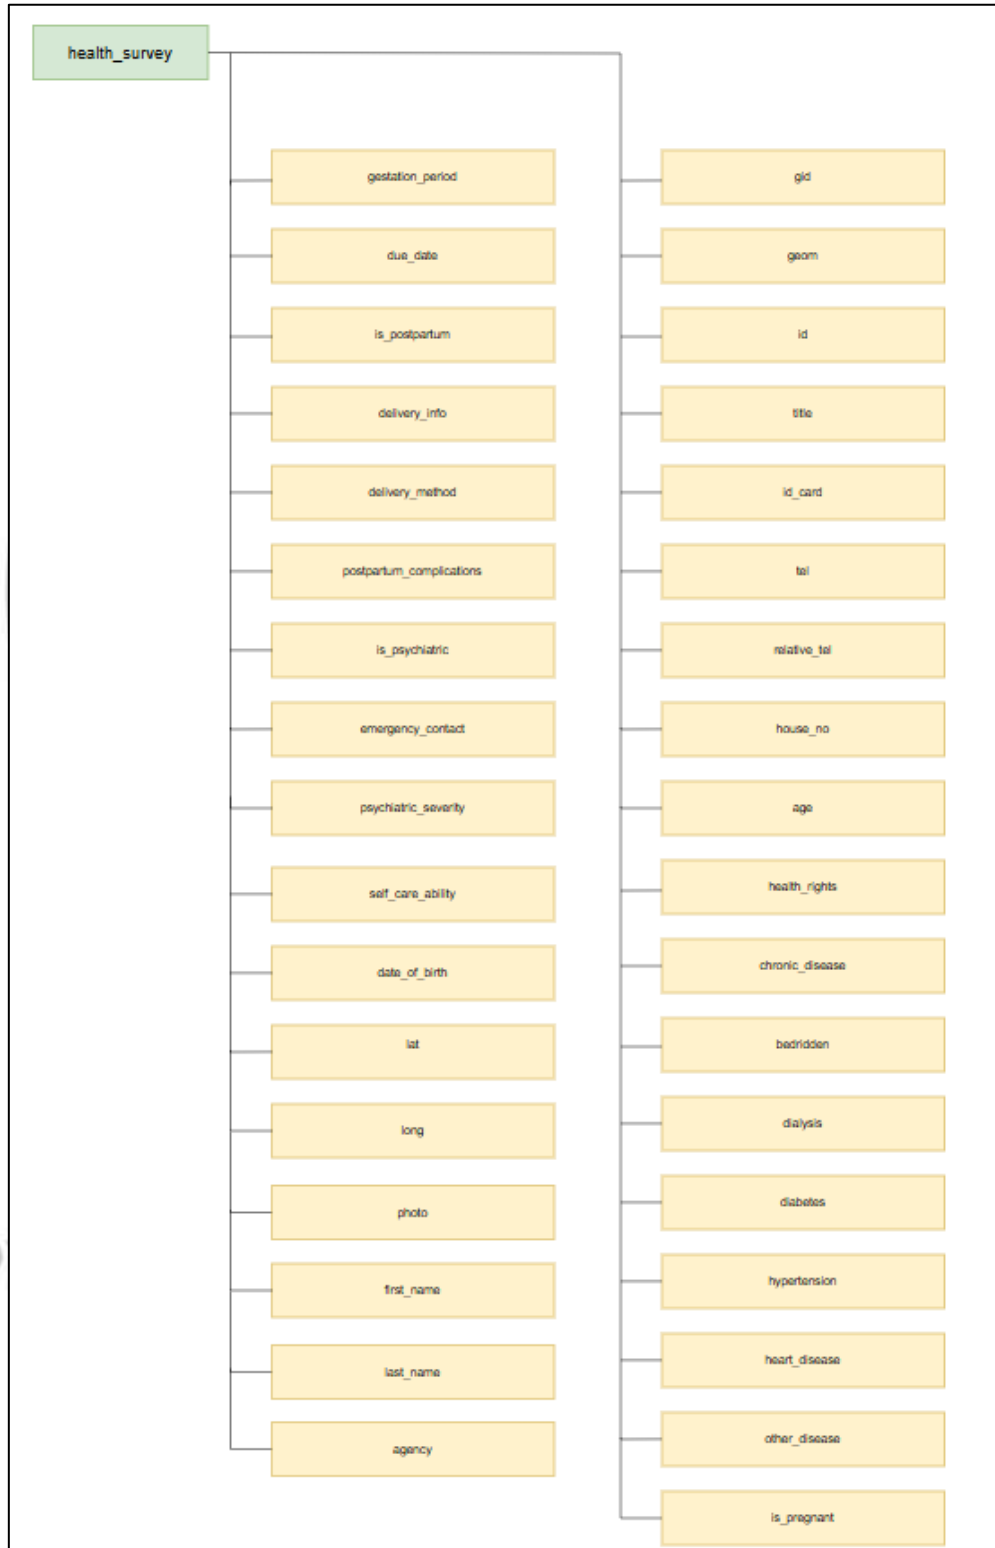 health_survey
gestation_period
due_date
is_postpartum
delivery_info
delivery_method
postpartum_complications
is_psychiatric
emergency_contact
psychiatric_severity
self_care_ability
date_of_birth
lat
long
photo
first_name
last_name
agency
gid
geom
id
title
id_card
tel
relative_tel
house_no
age
health_rights
chronic_disease
bedridden
dialysis
diabetes
hypertension
heart_disease
other_disease
is_pregnant